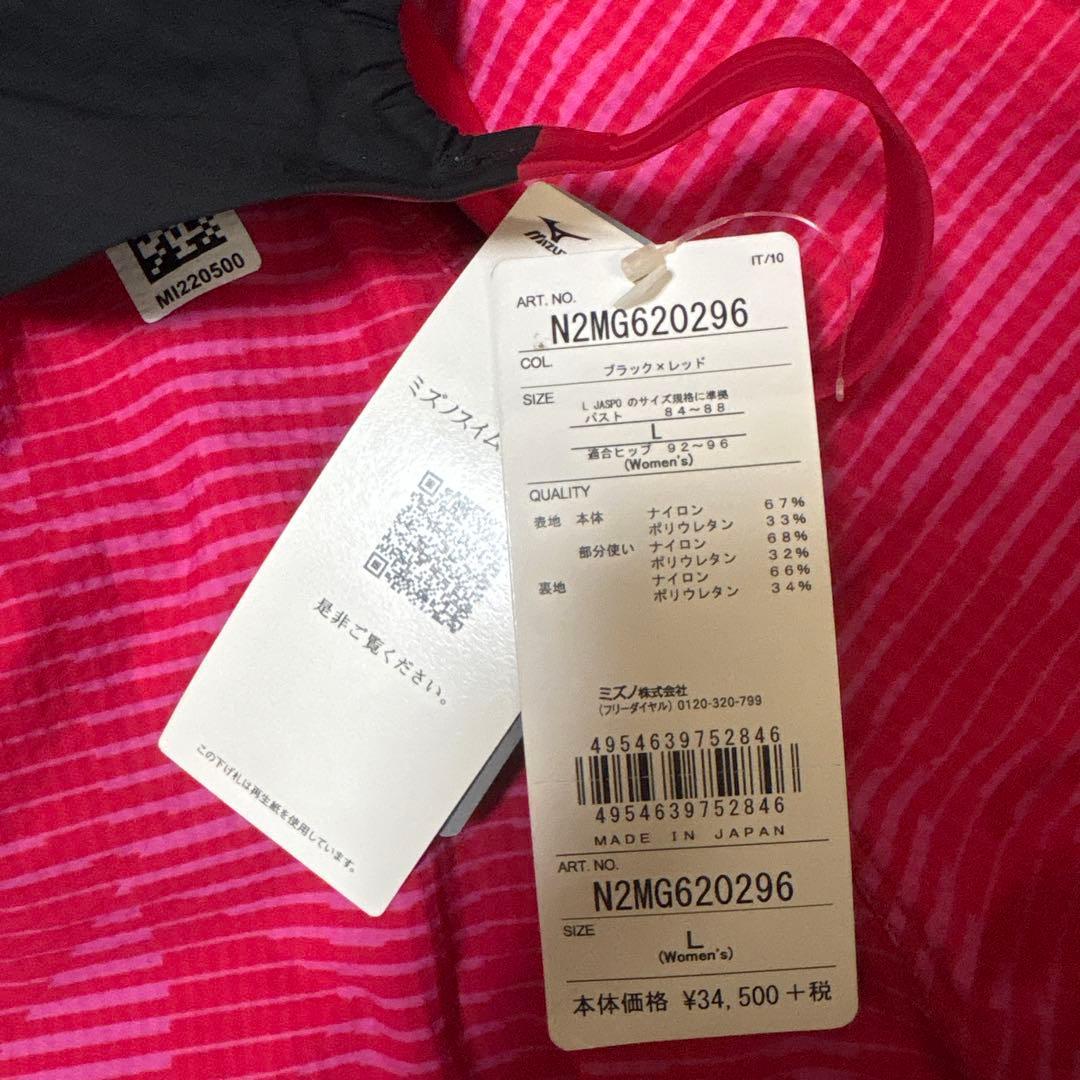 MI220500
MIZU
ミズノスイム
是非ご覧ください。
この下げ札は再生紙を使用しています。
IT/10
ART. NO.
N2MG620296
COL. ブラック×レッド
SIZE L JASPO のサイズ規格に準拠
バスト 84~88
L
適合ヒップ 92~96
(Women's)
QUALITY
表地 本体 ナイロン 67%
ポリウレタン 33%
部分使い ナイロン 68%
ポリウレタン 32%
裏地 ナイロン 66%
ポリウレタン 34%
ミズノ株式会社
(フリーダイヤル) 0120-320-799
4954639752846
4954639752846
MADE IN JAPAN
ART. NO.
N2MG620296
SIZE
L
(Women's)
本体価格 ¥34,500+税